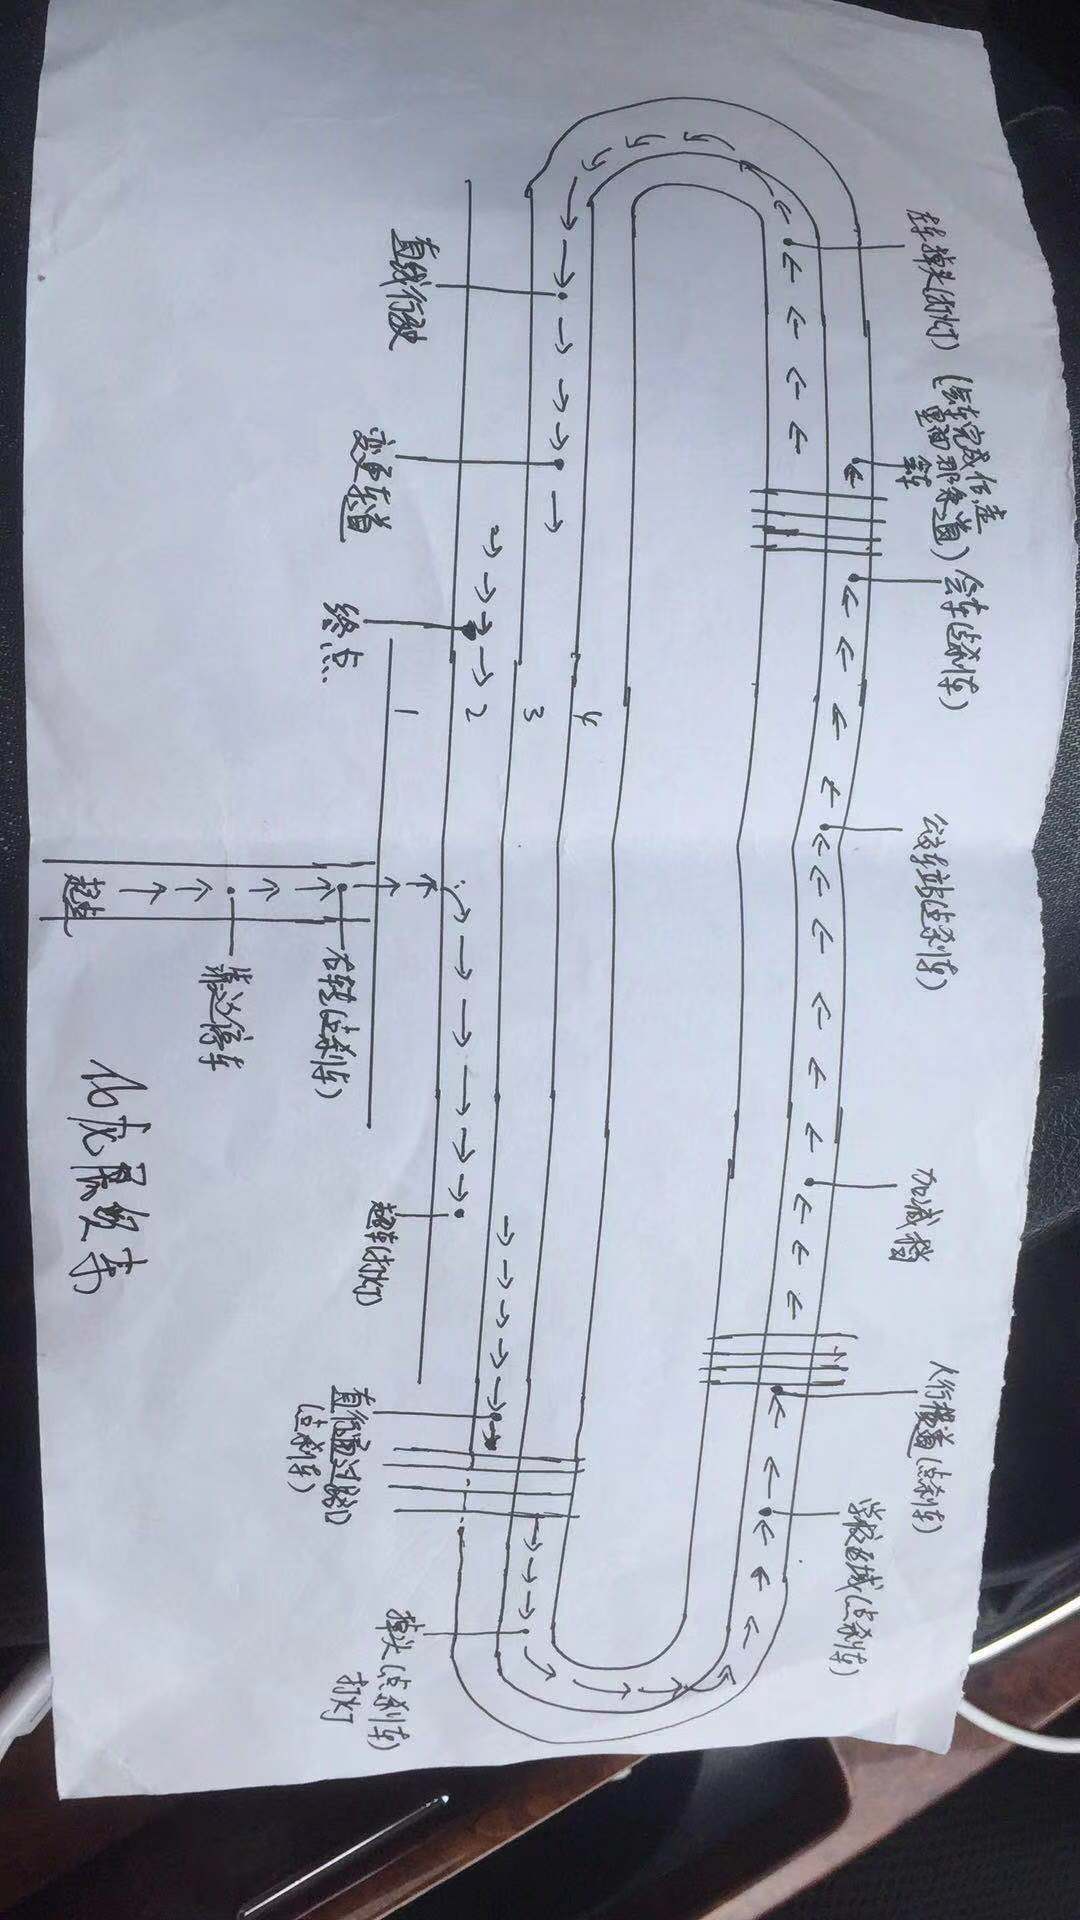 左车掉头(打灯)
(会车完成后,走
里面那条道)
会车
会车(点刹车)
公交车站(点刹车)
加减档
人行横道(点刹车)
学校区域(点刹车)
4
3
2
1
直线行驶
变更车道
终点
右转(点刹车)
靠边停车
起点
超车(打灯)
直行通过路口
(点刹车)
掉头(点刹车)
打灯
化龙展贸东